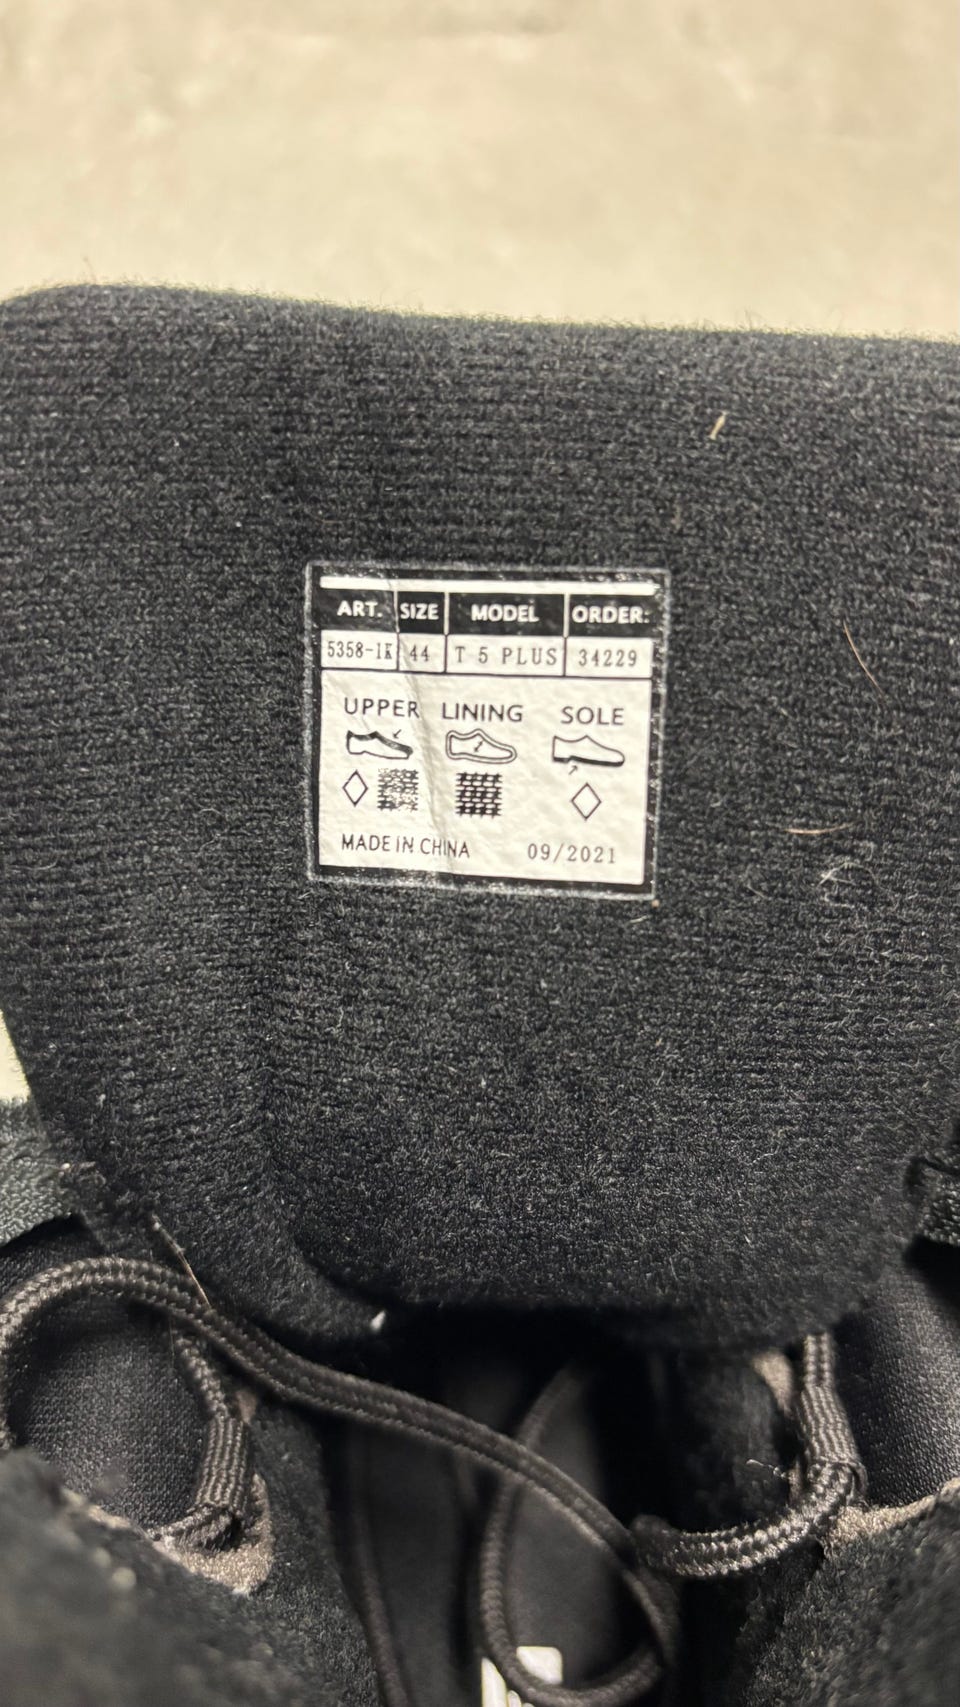 ART. SIZE MODEL ORDER:
5358-1K 44 T 5 PLUS 34229
UPPER LINING SOLE
MADE IN CHINA 09/2021